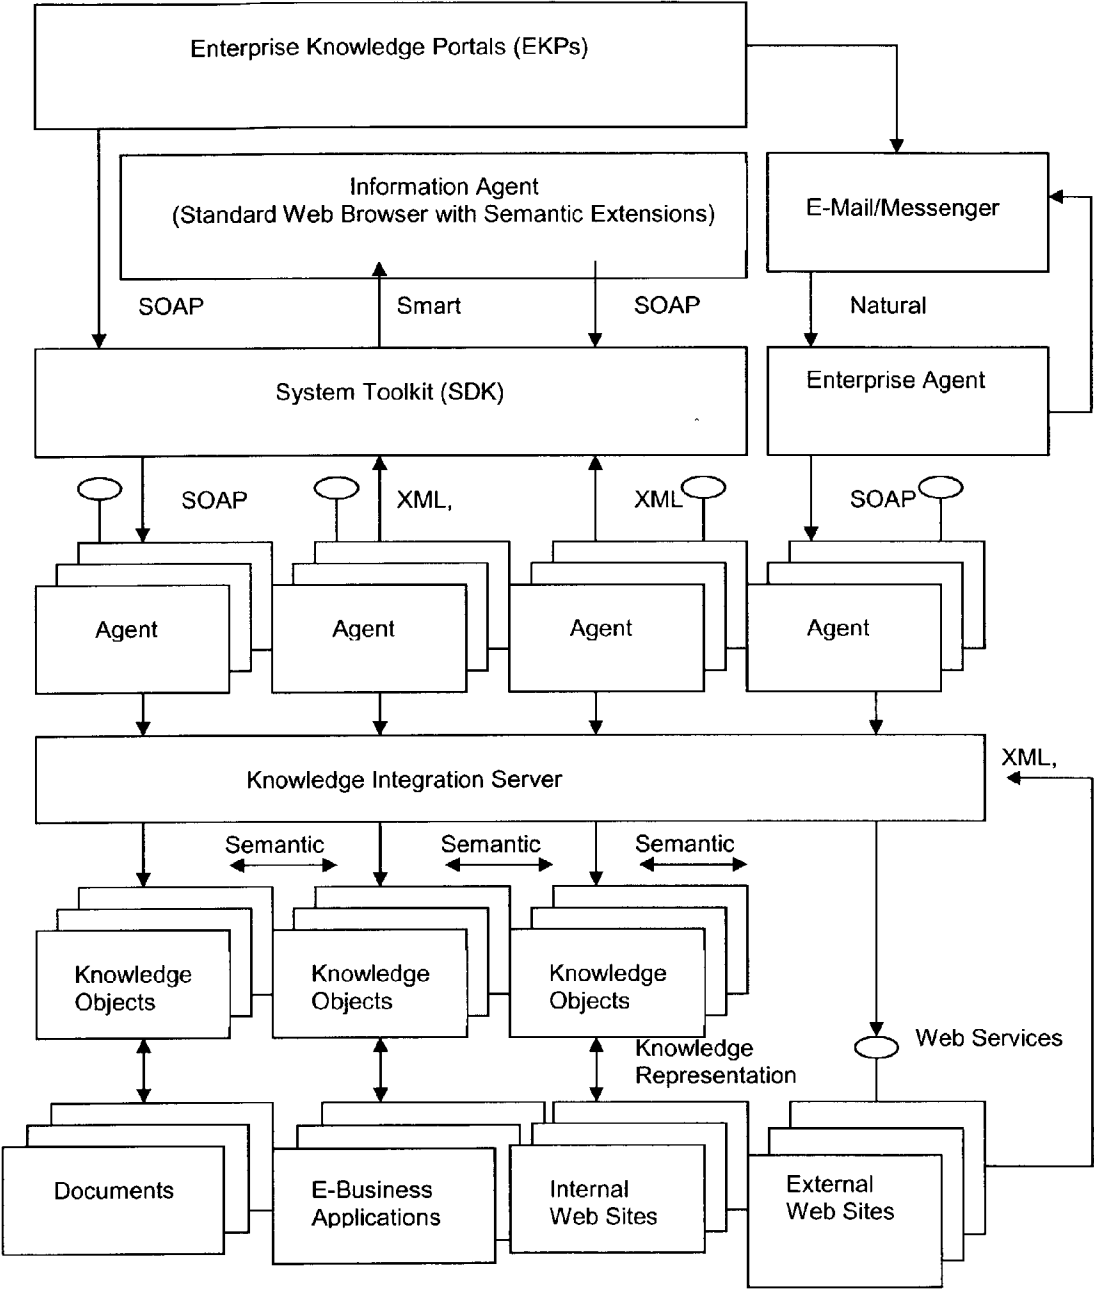 Enterprise Knowledge Portals (EKPs)
Information Agent
(Standard Web Browser with Semantic Extensions)
E-Mail/Messenger
SOAP
Smart
SOAP
Natural
System Toolkit (SDK)
Enterprise Agent
SOAP
XML,
XML
SOAP
Agent
Agent
Agent
Agent
Knowledge Integration Server
XML,
Semantic
Semantic
Semantic
Knowledge
Objects
Knowledge
Objects
Knowledge
Objects
Knowledge
Representation
Web Services
Documents
E-Business
Applications
Internal
Web Sites
External
Web Sites